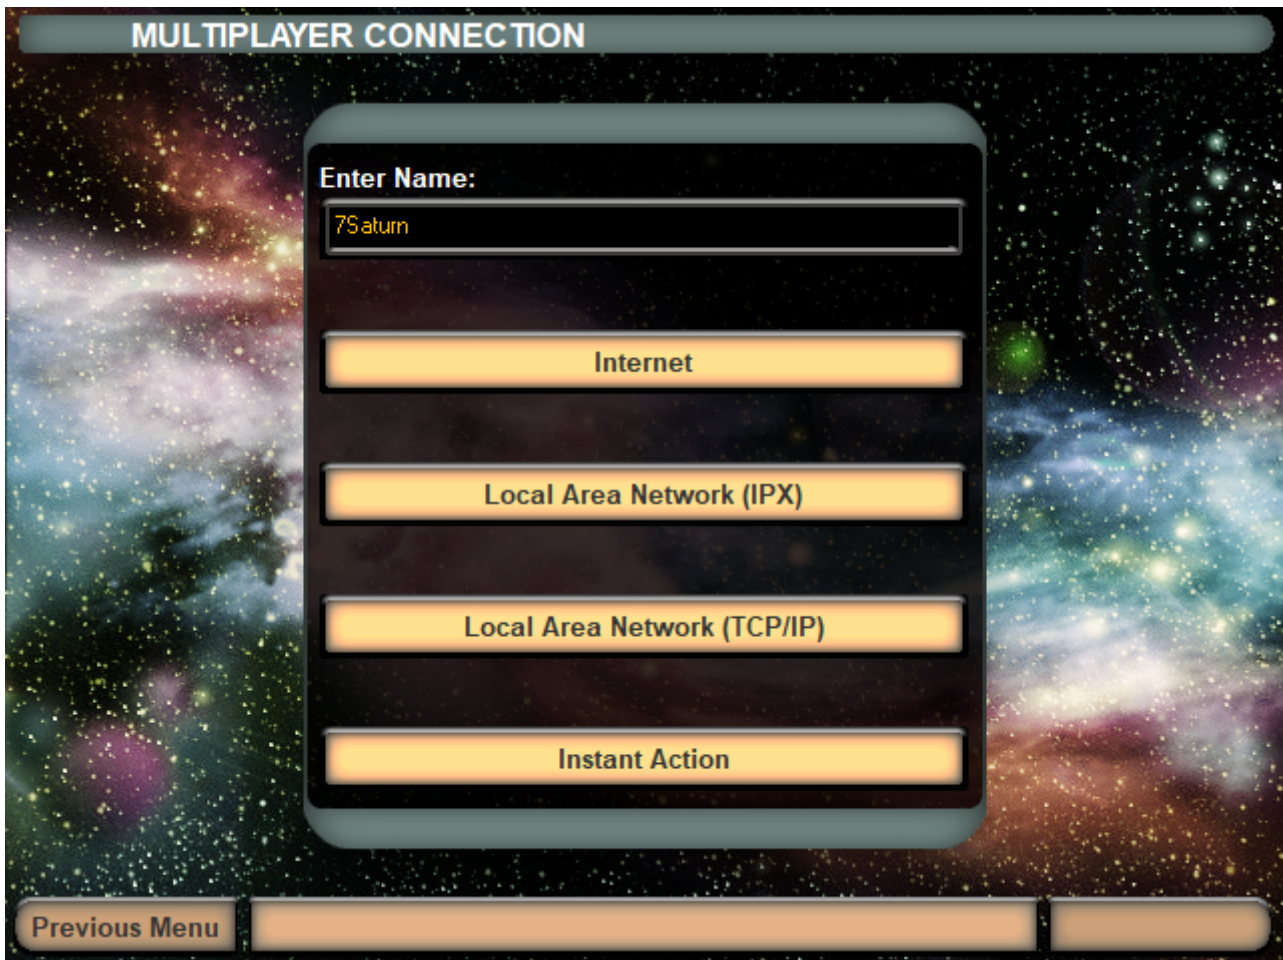 MULTIPLAYER CONNECTION
Enter Name:
7Saturn
Internet
Local Area Network (IPX)
Local Area Network (TCP/IP)
Instant Action
Previous Menu